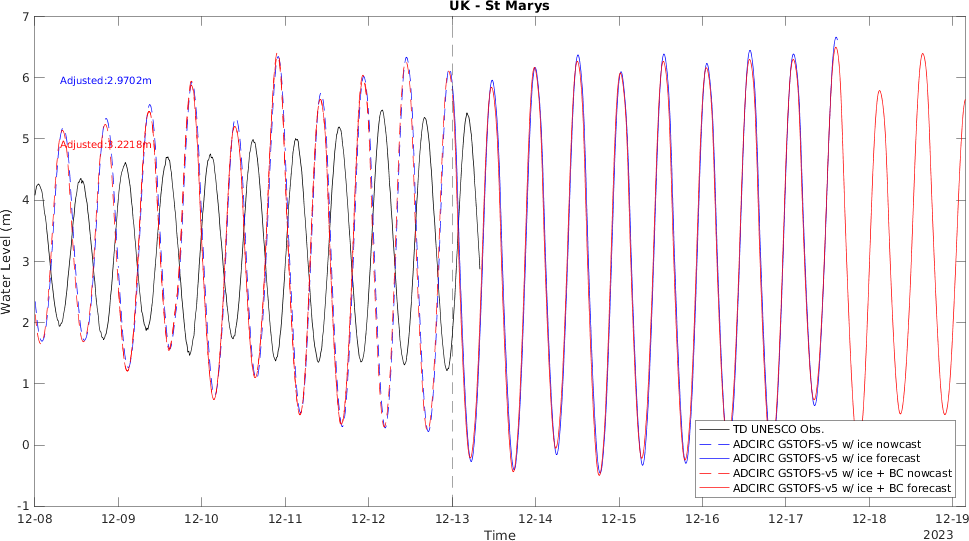 UK - St Marys
7
6
5
4
3
2
1
0
-1
Water Level (m)
Adjusted:2.9702m
Adjusted:3.2218m
TD UNESCO Obs.
ADCIRC GSTOFS-v5 w/ ice nowcast
ADCIRC GSTOFS-v5 w/ ice forecast
ADCIRC GSTOFS-v5 w/ ice + BC nowcast
ADCIRC GSTOFS-v5 w/ ice + BC forecast
12-08 12-09 12-10 12-11 12-12 12-13 12-14 12-15 12-16 12-17 12-18 12-19
Time
2023